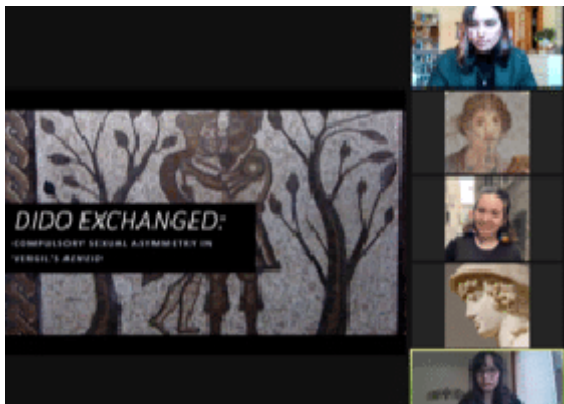 DIDO EXCHANGED:
COMPULSORY SEXUAL ASYMMETRY IN
VERGIL'S AENEID